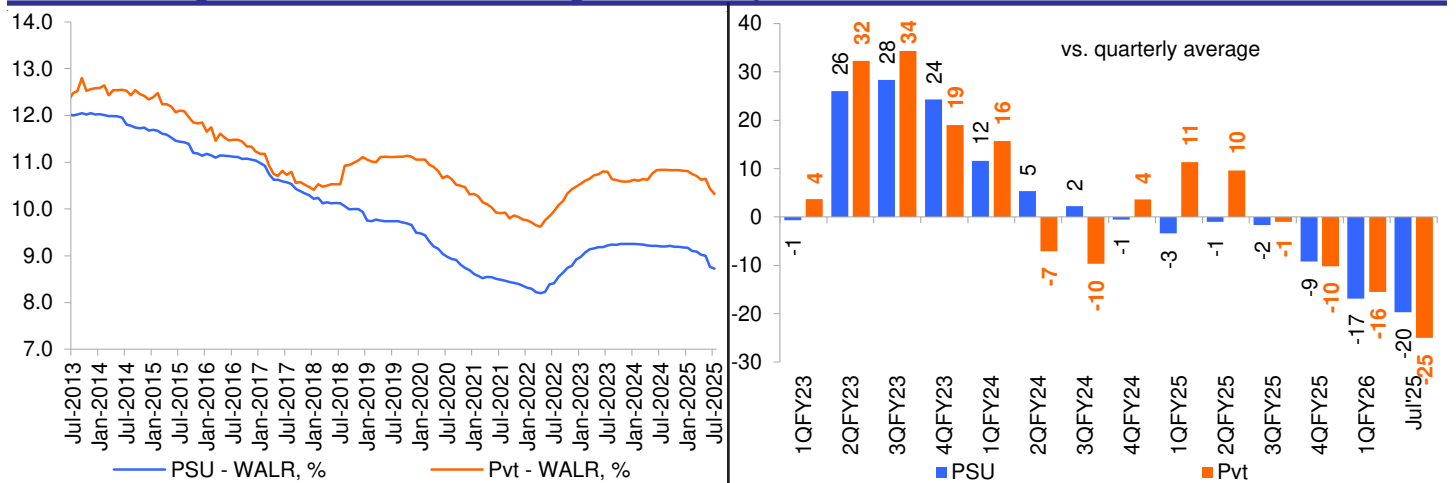 14.0
13.0
12.0
11.0
10.0
9.0
8.0
7.0
Jul-2013
Jan-2014
Jul-2014
Jan-2015
Jul-2015
Jan-2016
Jul-2016
Jan-2017
Jul-2017
Jan-2018
Jul-2018
Jan-2019
Jul-2019
Jan-2020
Jul-2020
Jan-2021
Jul-2021
Jan-2022
Jul-2022
Jan-2023
Jul-2023
Jan-2024
Jul-2024
Jan-2025
Jul-2025
PSU - WALR, %
Pvt - WALR, %
vs. quarterly average
40
30
20
10
0
-10
-20
-30
-1
4
26
32
28
34
24
19
12
16
5
-7
2
-10
-1
4
-3
11
-1
10
-2
-1
-9
-10
-17
-16
-20
-25
1QFY23
2QFY23
3QFY23
4QFY23
1QFY24
2QFY24
3QFY24
4QFY24
1QFY25
2QFY25
3QFY25
4QFY25
1QFY26
Jul'25
PSU
Pvt